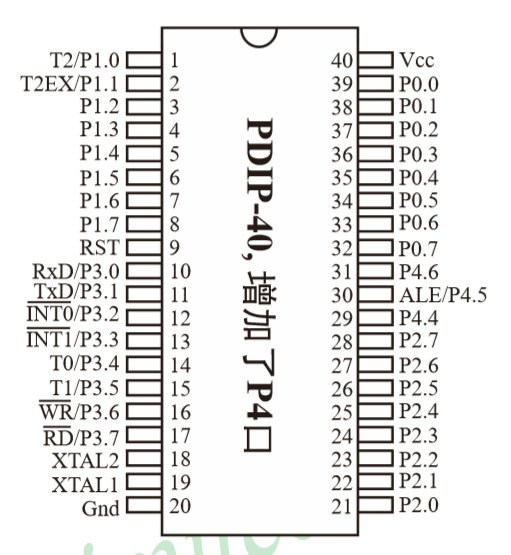 T2/P1.0 1 40 Vcc
T2EX/P1.1 2 39 P0.0
P1.2 3 38 P0.1
P1.3 4 37 P0.2
P1.4 5 36 P0.3
P1.5 6 35 P0.4
P1.6 7 34 P0.5
P1.7 8 33 P0.6
RST 9 32 P0.7
RxD/P3.0 10 31 P4.6
TxD/P3.1 11 30 ALE/P4.5
INT0/P3.2 12 29 P4.4
INT1/P3.3 13 28 P2.7
T0/P3.4 14 27 P2.6
T1/P3.5 15 26 P2.5
WR/P3.6 16 25 P2.4
RD/P3.7 17 24 P2.3
XTAL2 18 23 P2.2
XTAL1 19 22 P2.1
Gnd 20 21 P2.0
PDIP-40, 增加了P4口